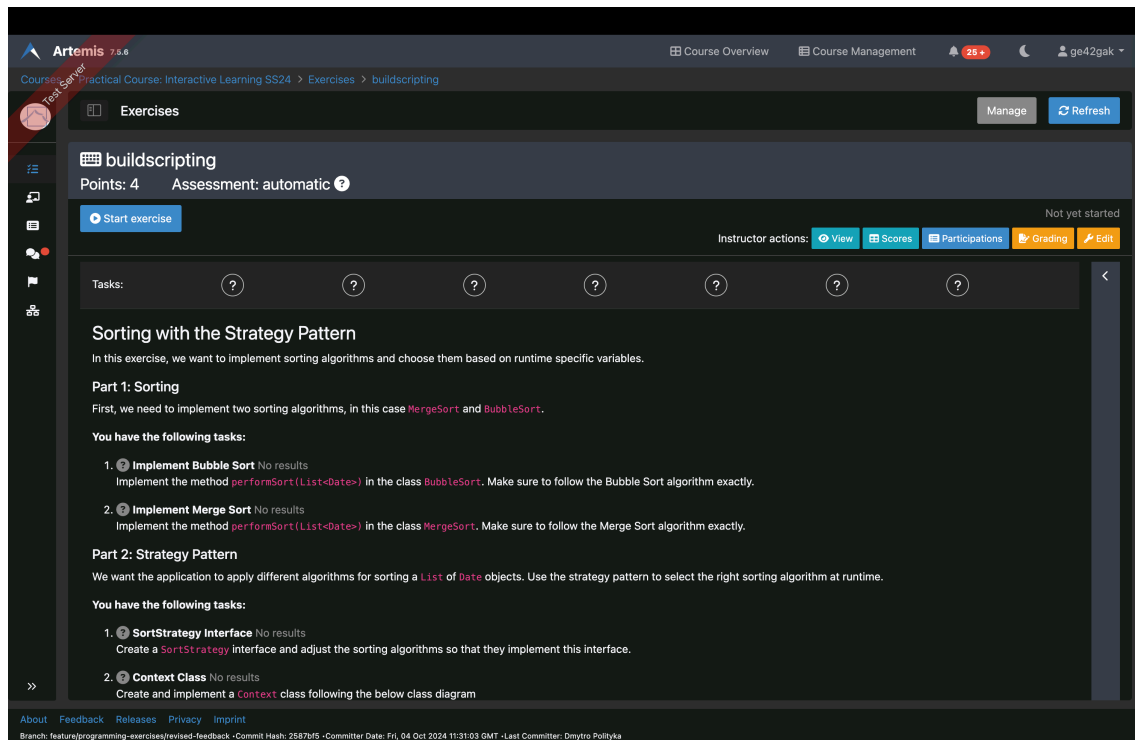 Artemis 7.5.6
Course Overview
Course Management
25+
ge42gak
Test Server
Courses > Practical Course: Interactive Learning SS24 > Exercises > buildscripting
Exercises
Manage
Refresh
buildscripting
Points: 4 Assessment: automatic ?
Start exercise
Not yet started
Instructor actions: View Scores Participations Grading Edit
Tasks: ? ? ? ? ? ? ?
Sorting with the Strategy Pattern
In this exercise, we want to implement sorting algorithms and choose them based on runtime specific variables.
Part 1: Sorting
First, we need to implement two sorting algorithms, in this case MergeSort and BubbleSort.
You have the following tasks:
1. ? Implement Bubble Sort No results
Implement the method performSort(List<Date>) in the class BubbleSort. Make sure to follow the Bubble Sort algorithm exactly.
2. ? Implement Merge Sort No results
Implement the method performSort(List<Date>) in the class MergeSort. Make sure to follow the Merge Sort algorithm exactly.
Part 2: Strategy Pattern
We want the application to apply different algorithms for sorting a List of Date objects. Use the strategy pattern to select the right sorting algorithm at runtime.
You have the following tasks:
1. ? SortStrategy Interface No results
Create a SortStrategy interface and adjust the sorting algorithms so that they implement this interface.
2. ? Context Class No results
Create and implement a Context class following the below class diagram
About Feedback Releases Privacy Imprint
Branch: feature/programming-exercises/revised-feedback •Commit Hash: 2587bf5 •Committer Date: Fri, 04 Oct 2024 11:31:03 GMT •Last Committer: Dmytro Polityka